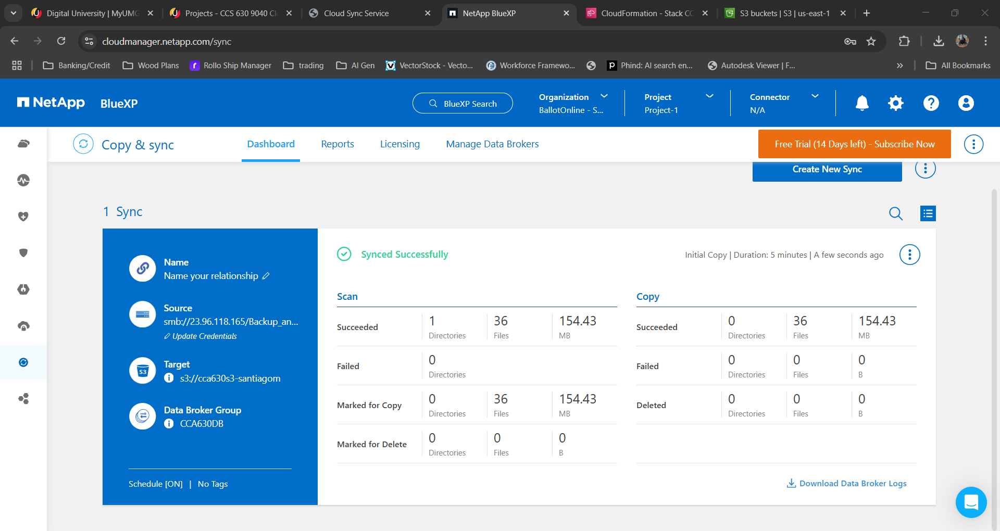 Digital University | MyUMG
Projects - CCS 630 9040 Cl
Cloud Sync Service
NetApp BlueXP
CloudFormation - Stack CC
S3 buckets | S3 | us-east-1
cloudmanager.netapp.com/sync
Banking/Credit
Wood Plans
Rollo Ship Manager
trading
AI Gen
VectorStock - Vecto...
Workforce Framewo...
Phind: AI search en...
Autodesk Viewer | F...
All Bookmarks
NetApp BlueXP
BlueXP Search
Organization
BallotOnline - S...
Project
Project-1
Connector
N/A
Copy & sync
Dashboard
Reports
Licensing
Manage Data Brokers
Free Trial (14 Days left) - Subscribe Now
Create New Sync
1 Sync
Name
Name your relationship
Source
smb://23.96.118.165/Backup_an...
Update Credentials
Target
S3
s3://cca630s3-santiagom
Data Broker Group
CCA630DB
Schedule [ON] | No Tags
Synced Successfully
Initial Copy | Duration: 5 minutes | A few seconds ago
Scan
Succeeded
1 Directories
36 Files
154.43 MB
Failed
0 Directories
Marked for Copy
0 Directories
36 Files
154.43 MB
Marked for Delete
0 Directories
0 Files
0 B
Copy
Succeeded
0 Directories
36 Files
154.43 MB
Failed
0 Directories
0 Files
0 B
Deleted
0 Directories
0 Files
0 B
Download Data Broker Logs